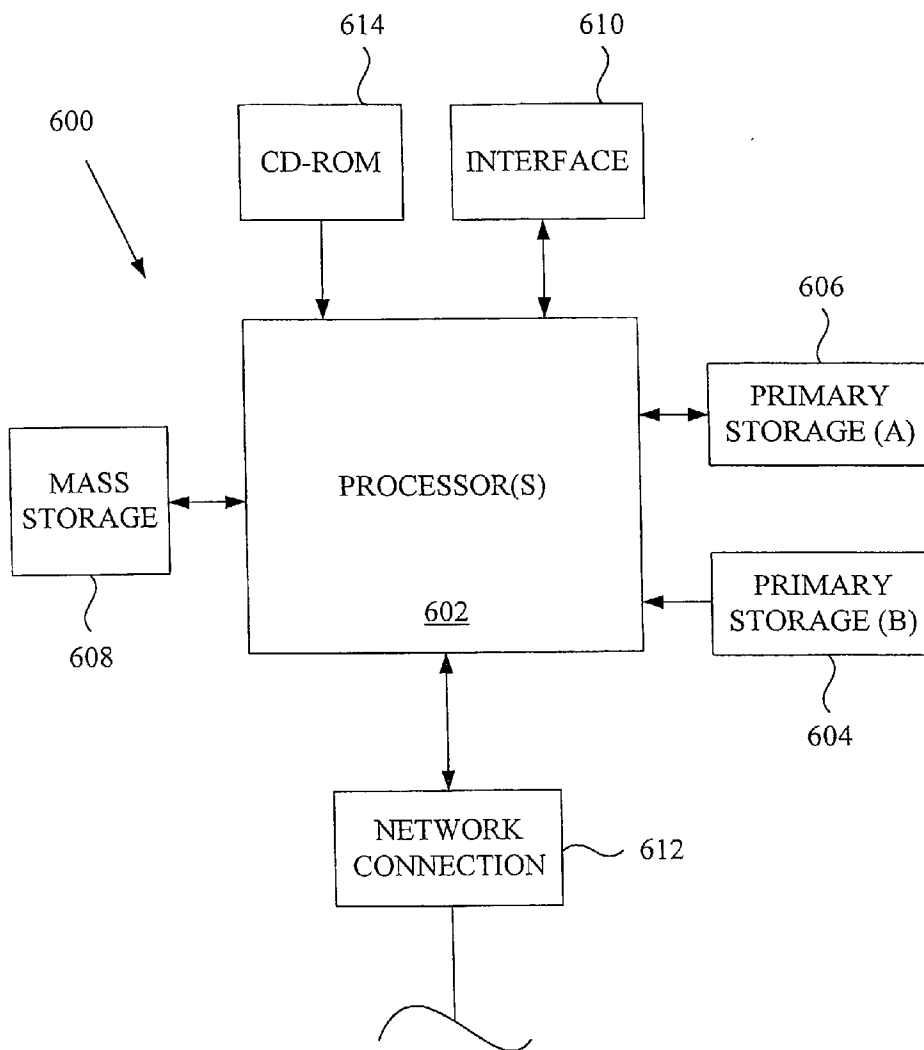 614
610
600
CD-ROM
INTERFACE
606
PRIMARY
STORAGE (A)
MASS
STORAGE
PROCESSOR(S)
PRIMARY
STORAGE (B)
602
608
604
NETWORK
CONNECTION
612